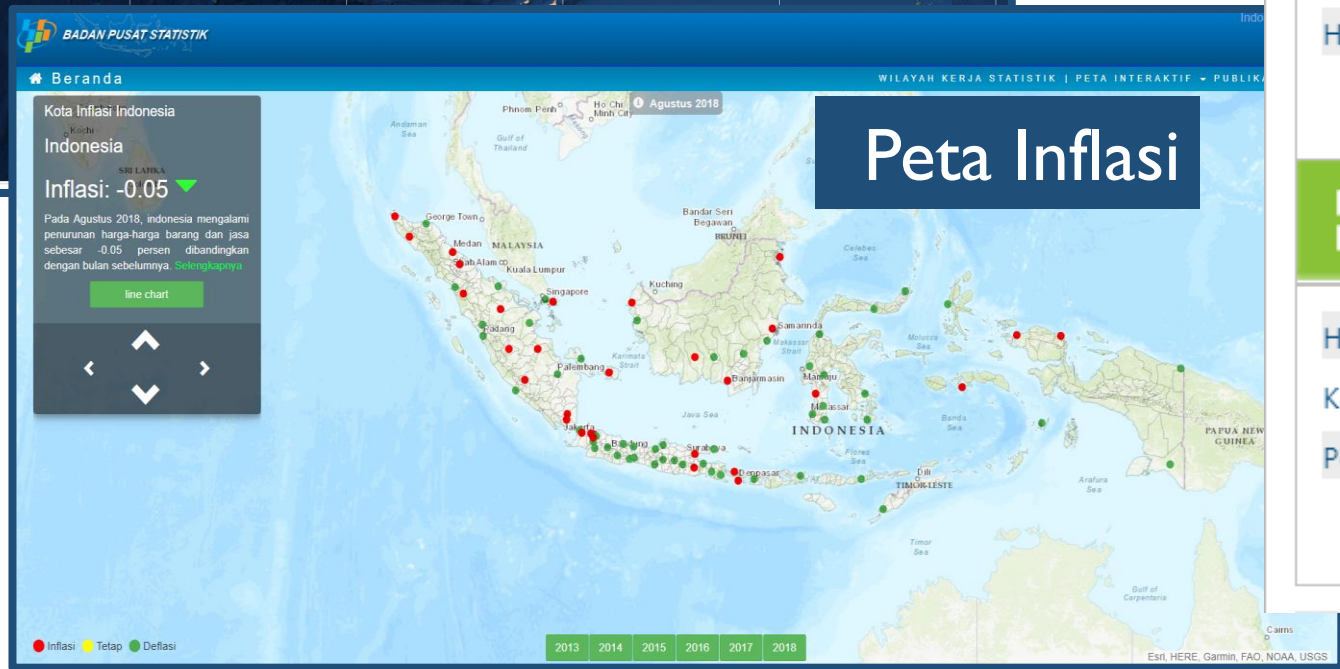 BADAN PUSAT STATISTIK
Indo
Beranda
WILAYAH KERJA STATISTIK | PETA INTERAKTIF PUBLIKA
Peta Inflasi
Agustus 2018
Kota Inflasi Indonesia
Kochi
Indonesia
SRI LANKA
Inflasi: -0.05
Pada Agustus 2018, indonesia mengalami
penurunan harga-harga barang dan jasa
sebesar -0.05 persen dibandingkan
dengan bulan sebelumnya. Selengkapnya
line chart
Andaman
Sea
Phnom Penh
Ho Chi
Minh City
Gulf of
Thailand
George Town
Bandar Seri
Begawan
BRUNEI
Medan
MALAYSIA
Celebes
Sea
Shah Alam
Kuala Lumpur
Kuching
Singapore
Samarinda
Padang
Makassar
Strait
Molucca
Sea
Karimata
Strait
Palembang
Banjarmasin
Mamuju
Makassar
Java Sea
Jakarta
INDONESIA
Banda
Sea
PAPUA NEW
GUINEA
Bandung
Surabaya
Flores
Sea
Denpasar
Dili
TIMOR-LESTE
Arafura
Sea
Timor
Sea
Gulf of
Carpentaria
Cairns
Inflasi Tetap Deflasi
2013 2014 2015 2016 2017 2018
Esri, HERE, Garmin, FAO, NOAA, USGS
H
H
K
P